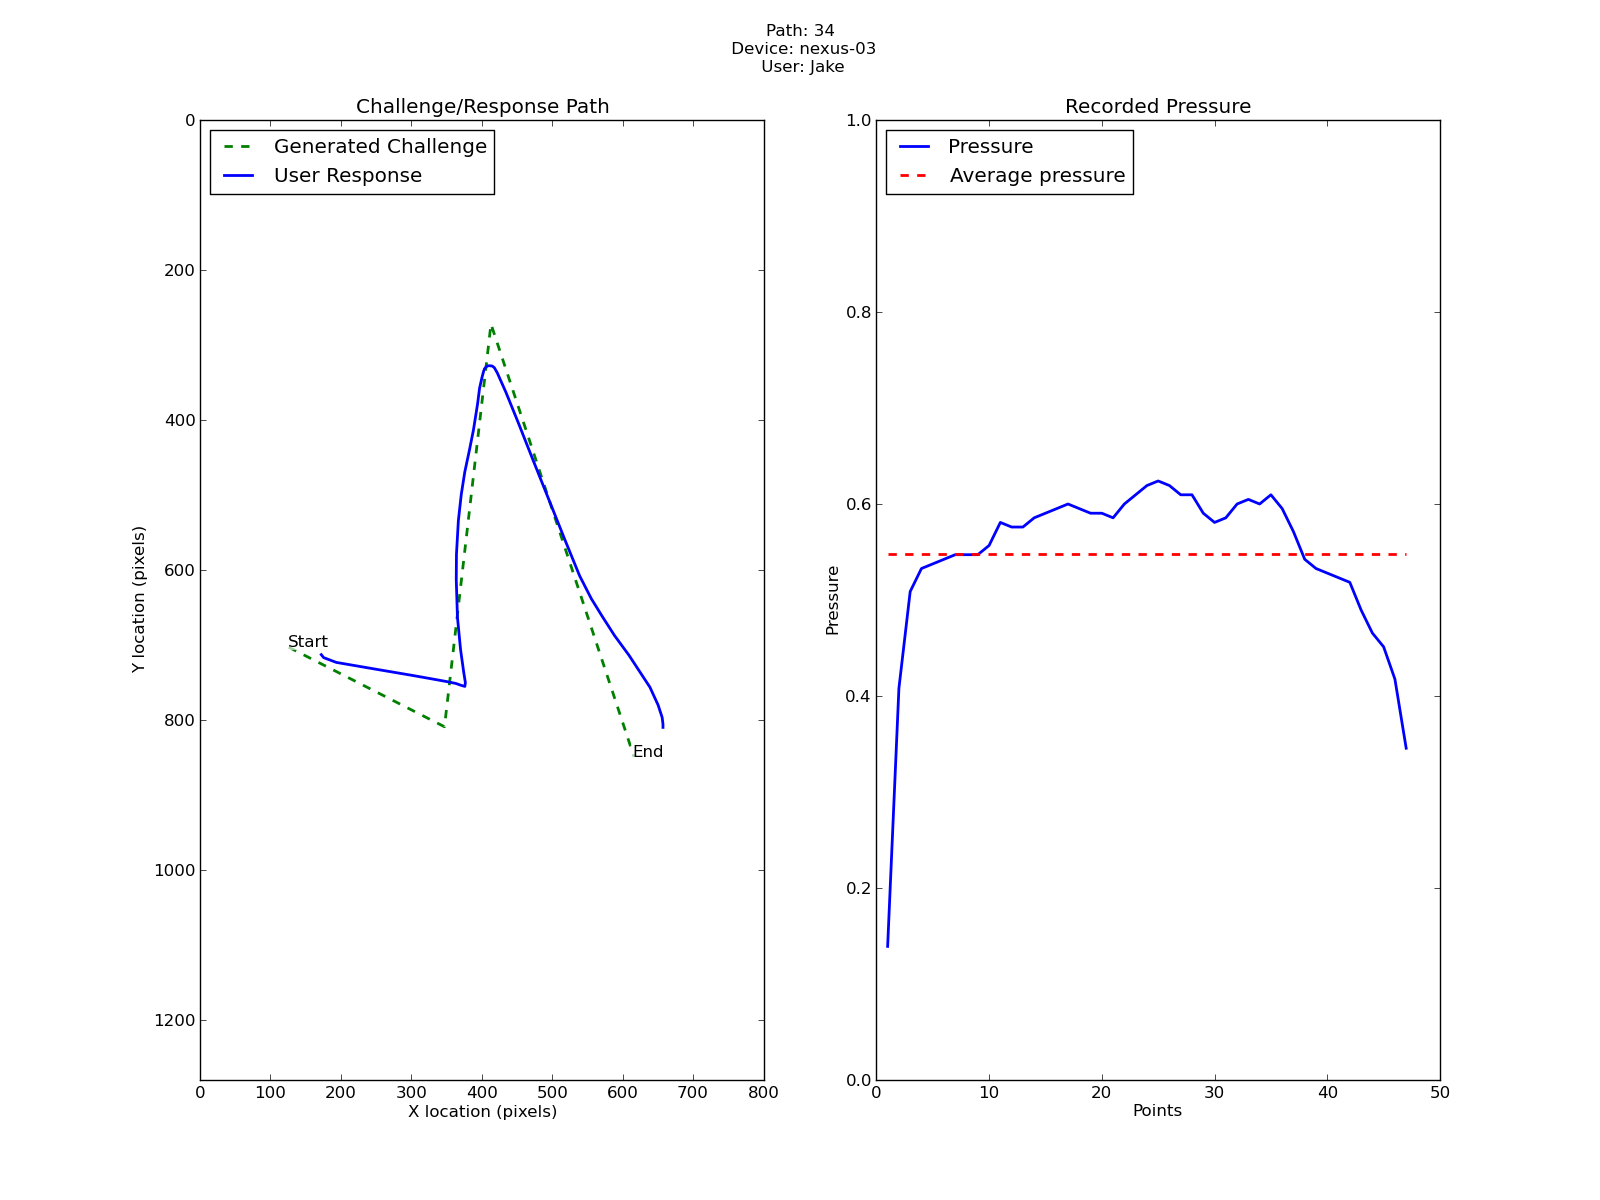 Path: 34
Device: nexus-03
User: Jake
Challenge/Response Path
Generated Challenge
User Response
0
200
400
600
800
1000
1200
Y location (pixels)
Start
End
0 100 200 300 400 500 600 700 800
X location (pixels)
Recorded Pressure
Pressure
Average pressure
1.0
0.8
0.6
0.4
0.2
0.0
Pressure
0 10 20 30 40 50
Points